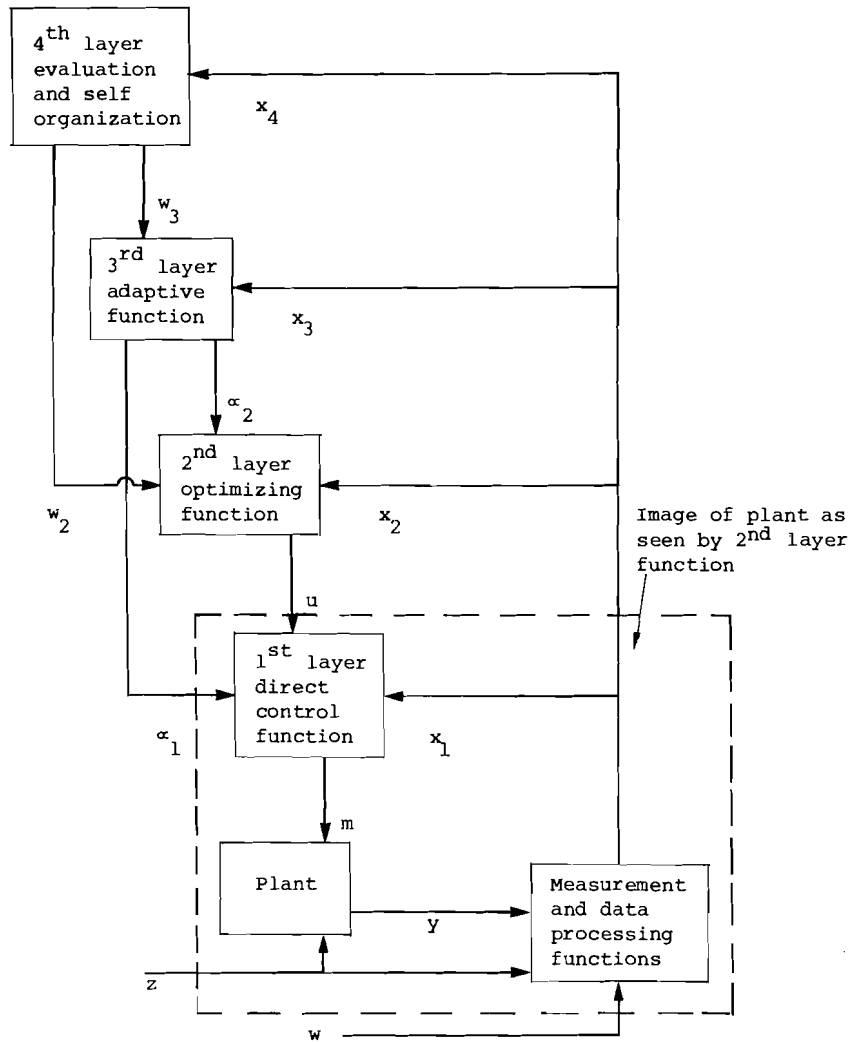 4th layer
evaluation
and self
organization
x4
w3
3rd layer
adaptive
function
x3
∝2
2nd layer
optimizing
function
w2
x2
Image of plant as
seen by 2nd layer
function
u
1st layer
direct
control
function
∝1
x1
m
Plant
Measurement
and data
processing
functions
y
z
w